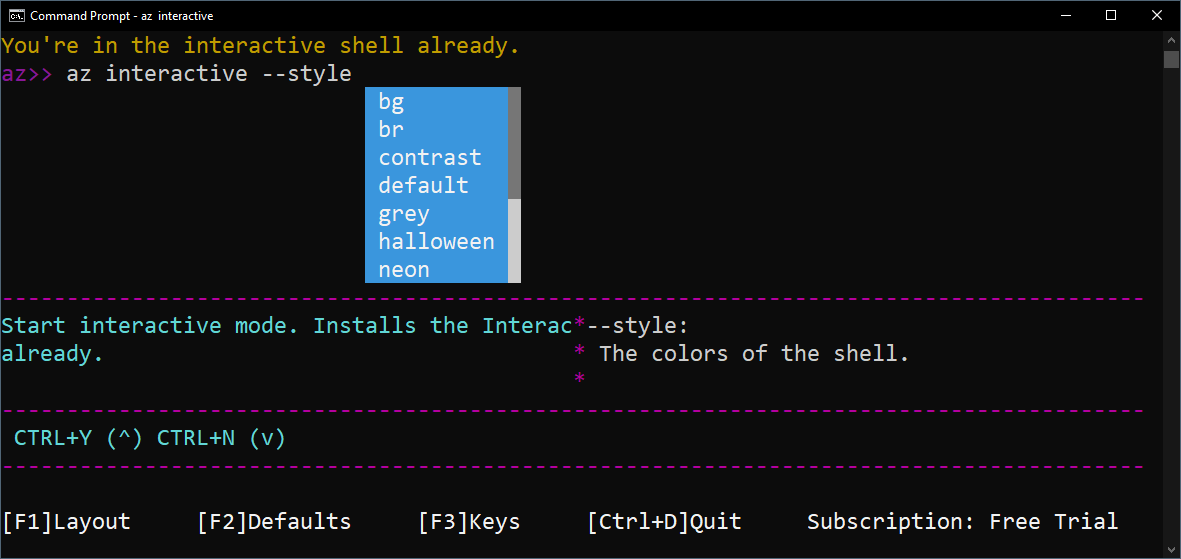 Command Prompt - az interactive
You're in the interactive shell already.
az>> az interactive --style
bg
br
contrast
default
grey
halloween
neon
Start interactive mode. Installs the Interac*--style:
already. * The colors of the shell.
*
CTRL+Y (^) CTRL+N (v)
[F1]Layout [F2]Defaults [F3]Keys [Ctrl+D]Quit Subscription: Free Trial